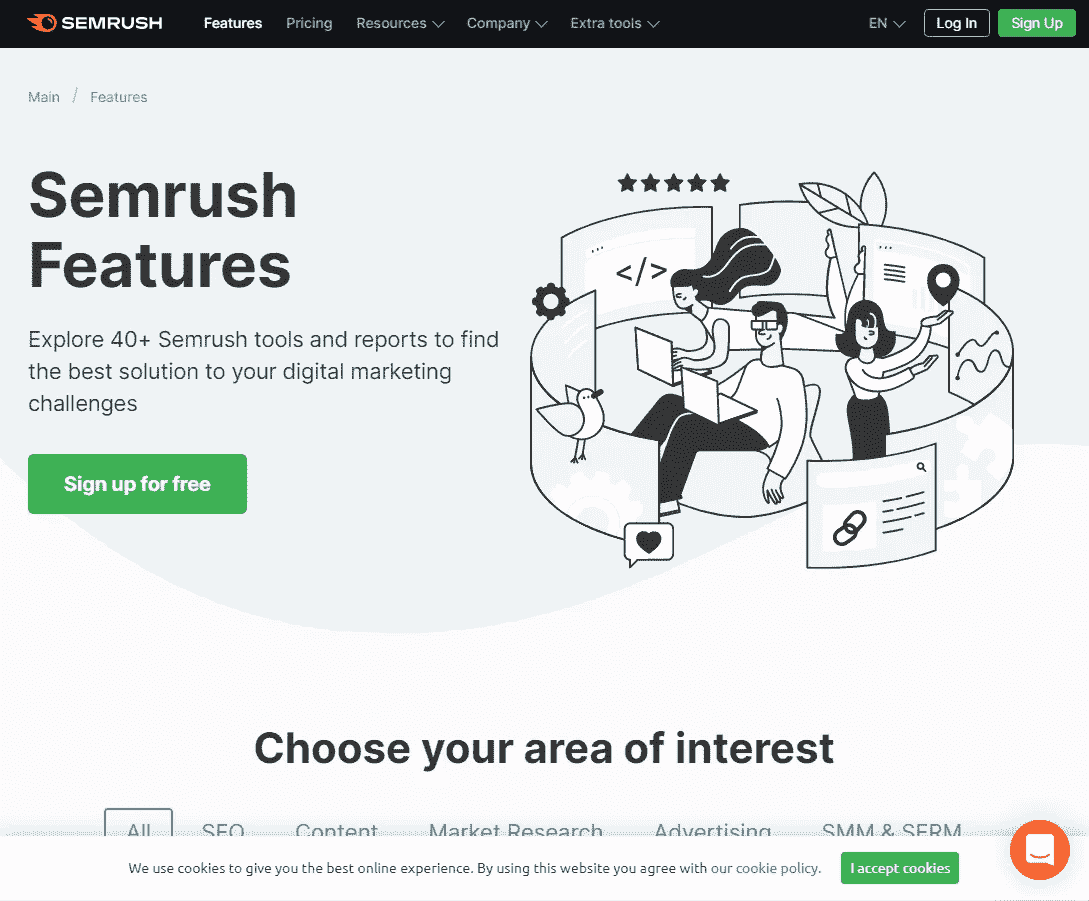 SEMRUSH Features Pricing Resources Company Extra tools EN Log In Sign Up
Main / Features
Semrush
Features
Explore 40+ Semrush tools and reports to find
the best solution to your digital marketing
challenges
Sign up for free
</>
Choose your area of interest
All SEO Content Market Research Advertising SMM & SERM
We use cookies to give you the best online experience. By using this website you agree with our cookie policy. I accept cookies